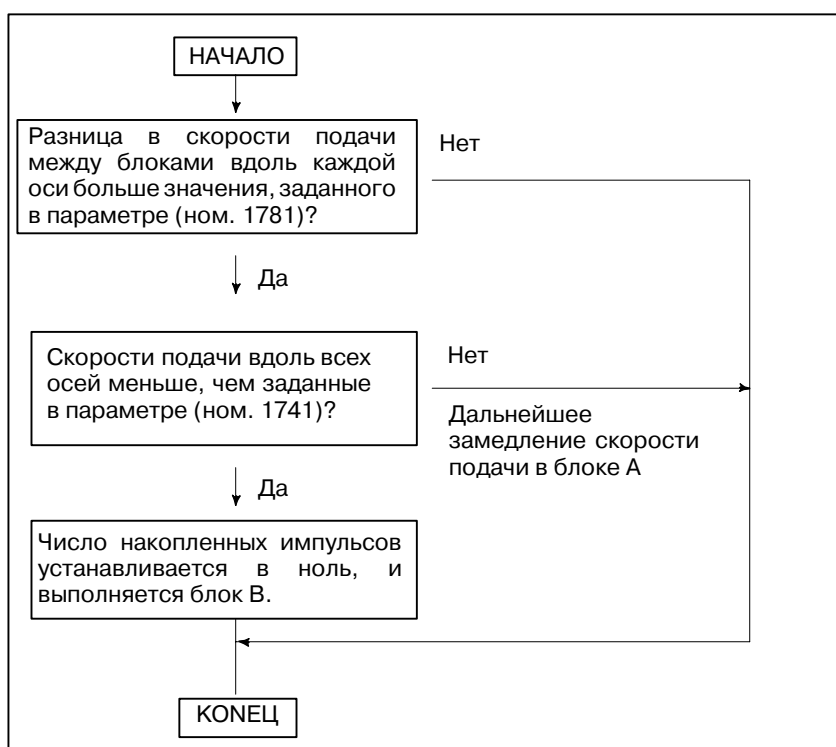 НАЧАЛО
Разница в скорости подачи
между блоками вдоль каждой
оси больше значения, заданного
в параметре (ном. 1781)?
Нет
Да
Скорости подачи вдоль всех
осей меньше, чем заданные
в параметре (ном. 1741)?
Нет
Дальнейшее
замедление скорости
подачи в блоке А
Да
Число накопленных импульсов
устанавливается в ноль, и
выполняется блок В.
КОNЕЦ